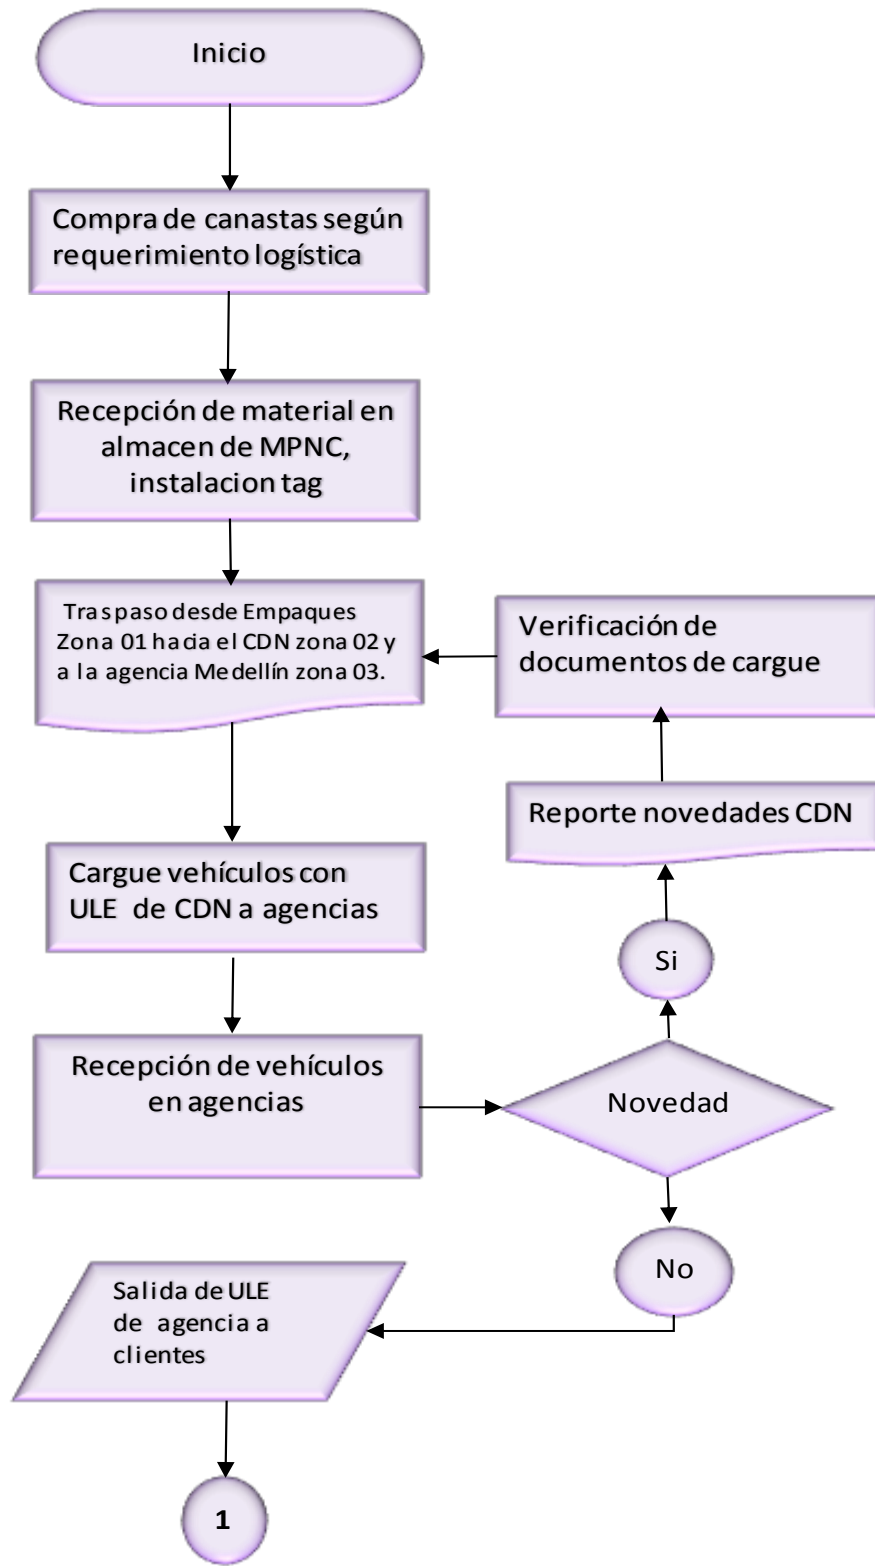 Inicio
Compra de canastas según
requerimiento logística
Recepción de material en
almacen de MPNC,
instalacion tag
Traspaso desde Empaques
Zona 01 hacia el CDN zona 02 y
a la agencia Medellín zona 03.
Verificación de
documentos de cargue
Reporte novedades CDN
Cargue vehículos con
ULE de CDN a agencias
Si
Recepción de vehículos
en agencias
Novedad
No
Salida de ULE
de agencia a
clientes
1